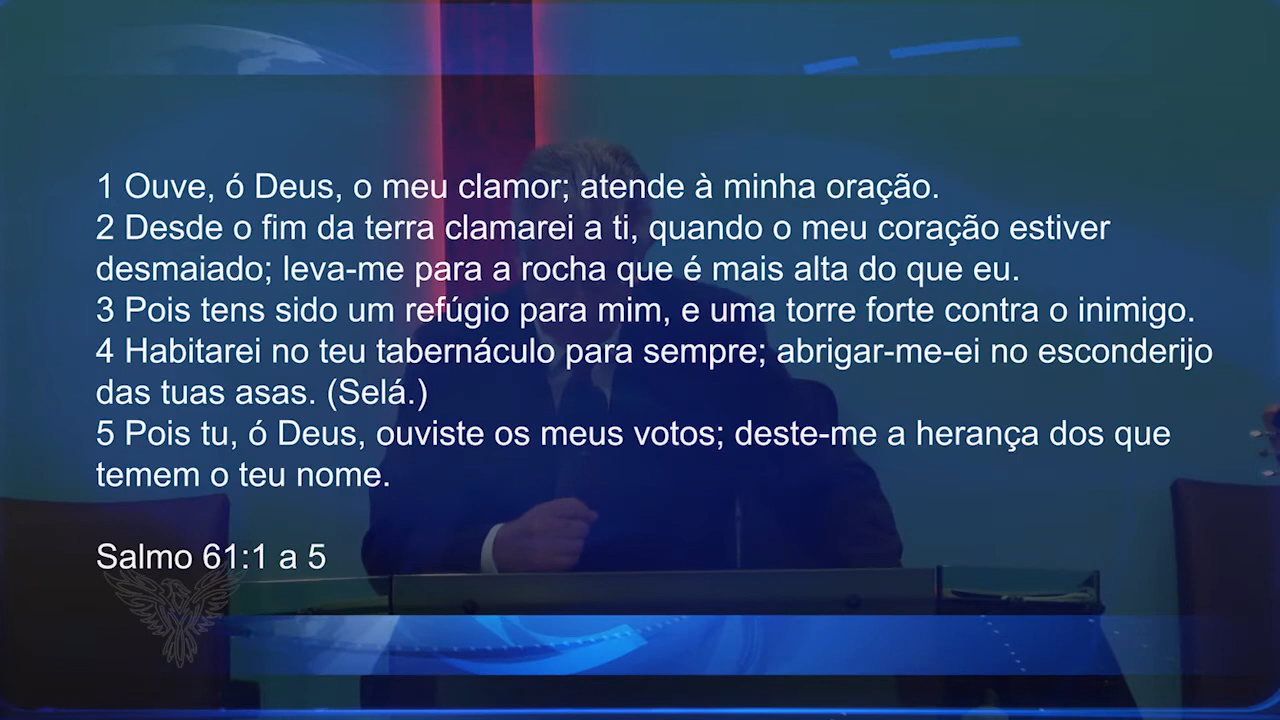 1 Ouve, ó Deus, o meu clamor; atende à minha oração.
2 Desde o fim da terra clamarei a ti, quando o meu coração estiver
desmaiado; leva-me para a rocha que é mais alta do que eu.
3 Pois tens sido um refúgio para mim, e uma torre forte contra o inimigo.
4 Habitarei no teu tabernáculo para sempre; abrigar-me-ei no esconderijo
das tuas asas. (Selá.)
5 Pois tu, ó Deus, ouviste os meus votos; deste-me a herança dos que
temem o teu nome.
Salmo 61:1 a 5